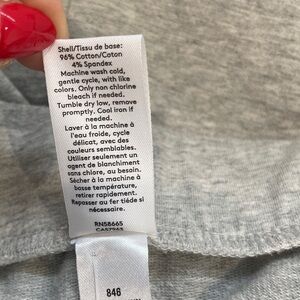 Shell/Tissu de base:
96% Cotton/Coton
4% Spandex
Machine wash cold,
gentle cycle, with like
colors. Only non chlorine
bleach if needed.
Tumble dry low, remove
promptly. Cool iron if
needed.
Laver à la machine à
l'eau froide, cycle
délicat, avec des
couleurs semblables.
Utiliser seulement un
agent de blanchiment
sans chlore, au besoin.
Sécher à la machine à
basse température,
retirer rapidement.
Repasser au fer tiède si
nécessaire.
RN58665
846